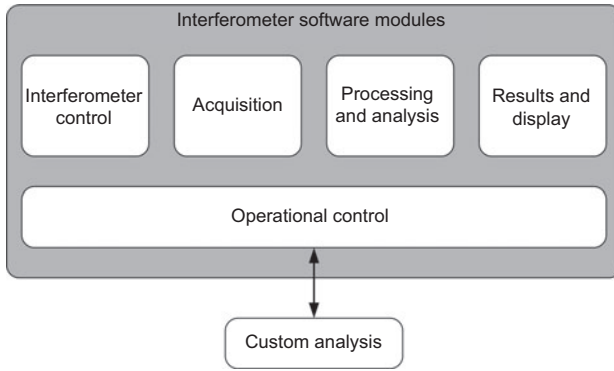 Interferometer software modules
Interferometer
control
Acquisition
Processing
and analysis
Results and
display
Operational control
Custom analysis